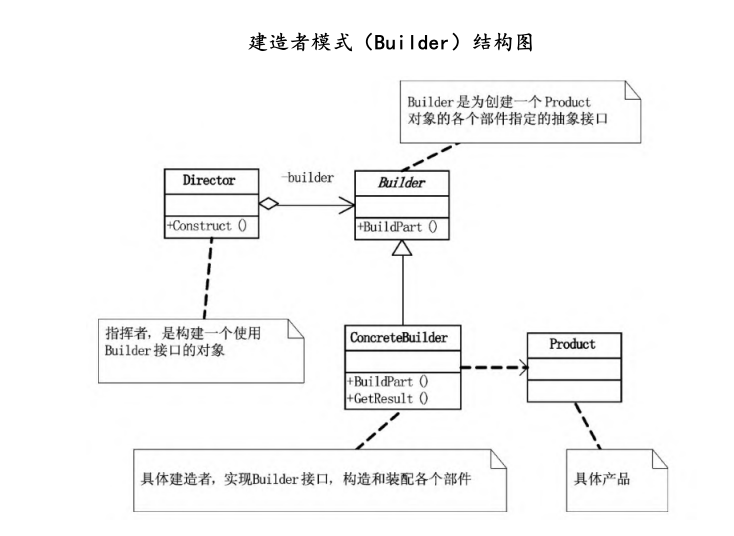 建造者模式（Builder）结构图
Builder是为创建一个Product
对象的各个部件指定的抽象接口
Director
-builder
Builder
+Construct()
+BuildPart()
指挥者，是构建一个使用
Builder接口的对象
ConcreteBuilder
Product
+BuildPart()
+GetResult()
具体建造者，实现Builder接口，构造和装配各个部件
具体产品